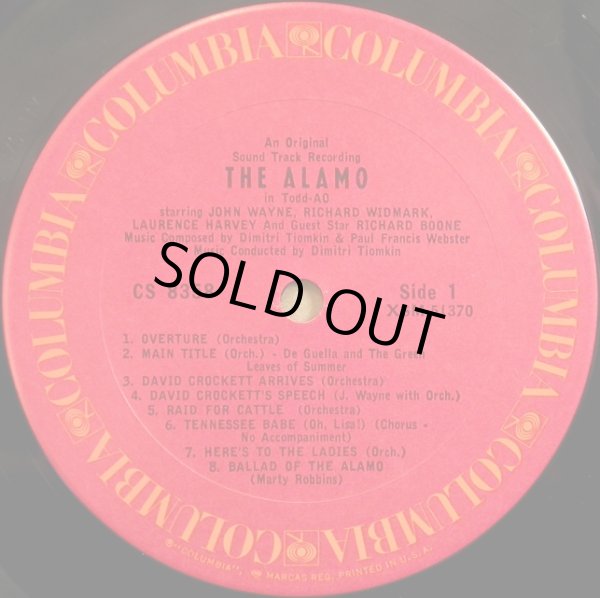 COLUMBIA COLUMBIA COLUMBIA COLUMBIA COLUMBIA COLUMBIA
An Original
Sound Track Recording
THE ALAMO
in Todd-AO
starring JOHN WAYNE, RICHARD WIDMARK,
LAURENCE HARVEY And Guest Star RICHARD BOONE
Music Composed by Dimitri Tiomkin & Paul Francis Webster
Music Conducted by Dimitri Tiomkin
CS 8358 Side 1
51370
SOLD OUT
1. OVERTURE (Orchestra)
2. MAIN TITLE (Orch.) - De Guella and The Green
Leaves of Summer
3. DAVID CROCKETT ARRIVES (Orchestra)
4. DAVID CROCKETT'S SPEECH (J. Wayne with Orch.)
5. RAID FOR CATTLE (Orchestra)
6. TENNESSEE BABE (Oh, Lisa!) (Chorus -
No Accompaniment)
7. HERE'S TO THE LADIES (Orch.)
8. BALLAD OF THE ALAMO
(Marty Robbins)
® "COLUMBIA", MARCAS REG. PRINTED IN U.S.A.